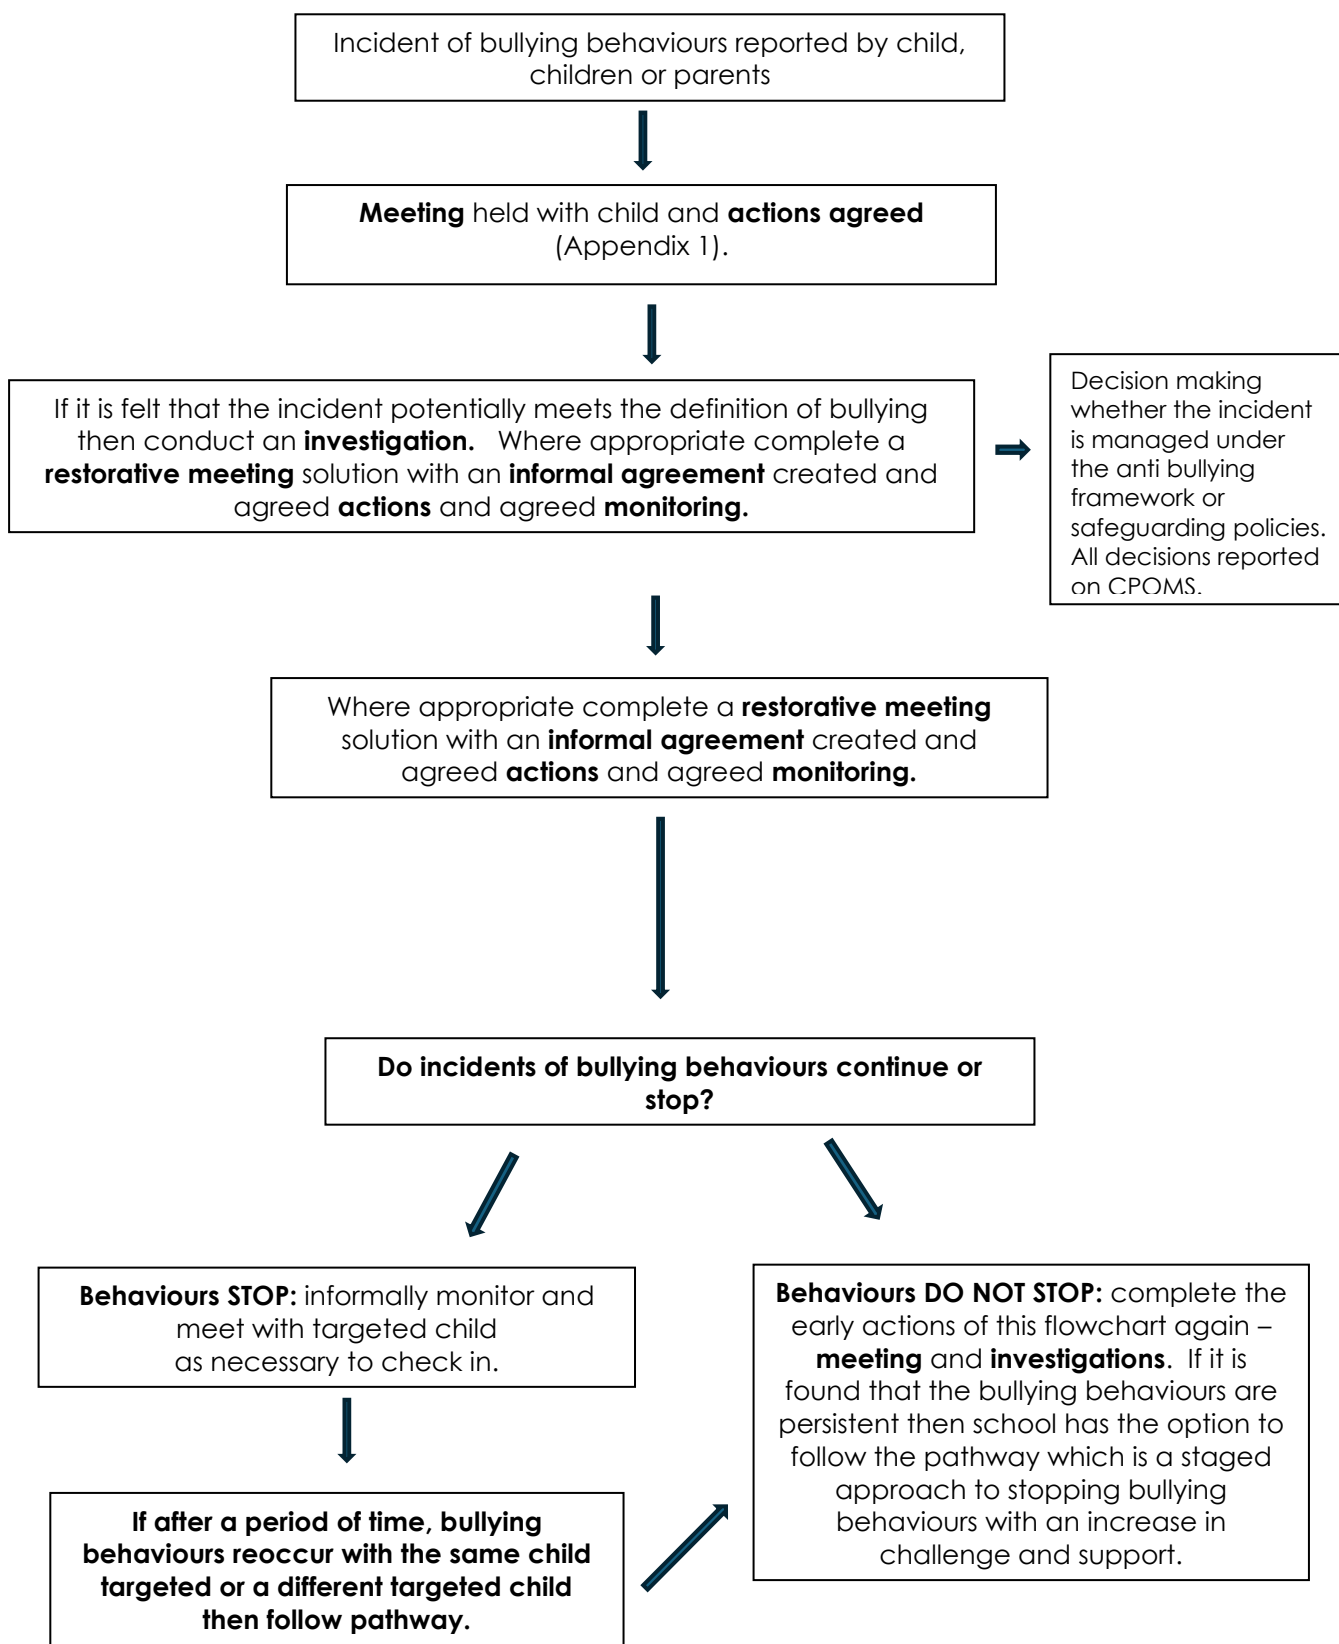 Incident of bullying behaviours reported by child,
children or parents
Meeting held with child and actions agreed
(Appendix 1).
If it is felt that the incident potentially meets the definition of bullying
then conduct an investigation. Where appropriate complete a
restorative meeting solution with an informal agreement created and
agreed actions and agreed monitoring.
Decision making
whether the incident
is managed under
the anti bullying
framework or
safeguarding policies.
All decisions reported
on CPOMS.
Where appropriate complete a restorative meeting
solution with an informal agreement created and
agreed actions and agreed monitoring.
Do incidents of bullying behaviours continue or
stop?
Behaviours STOP: informally monitor and
meet with targeted child
as necessary to check in.
If after a period of time, bullying
behaviours reoccur with the same child
targeted or a different targeted child
then follow pathway.
Behaviours DO NOT STOP: complete the
early actions of this flowchart again –
meeting and investigations. If it is
found that the bullying behaviours are
persistent then school has the option to
follow the pathway which is a staged
approach to stopping bullying
behaviours with an increase in
challenge and support.